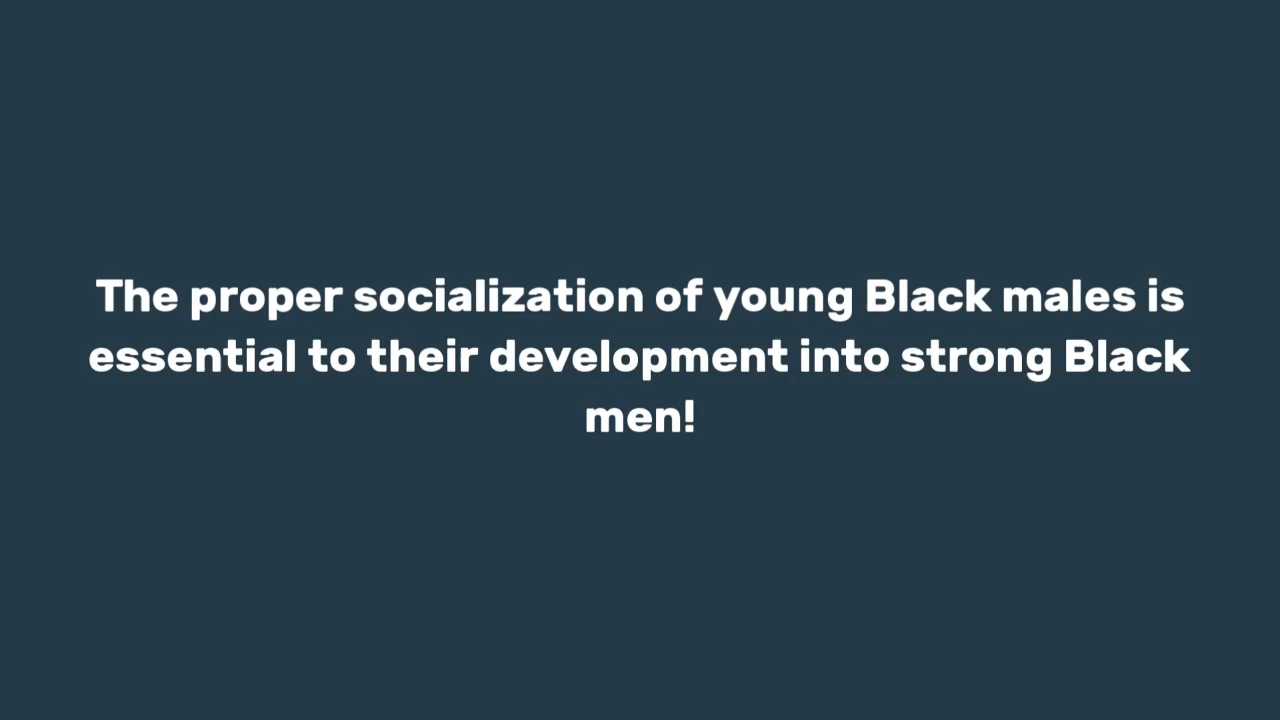 The proper socialization of young Black males is
essential to their development into strong Black
men!